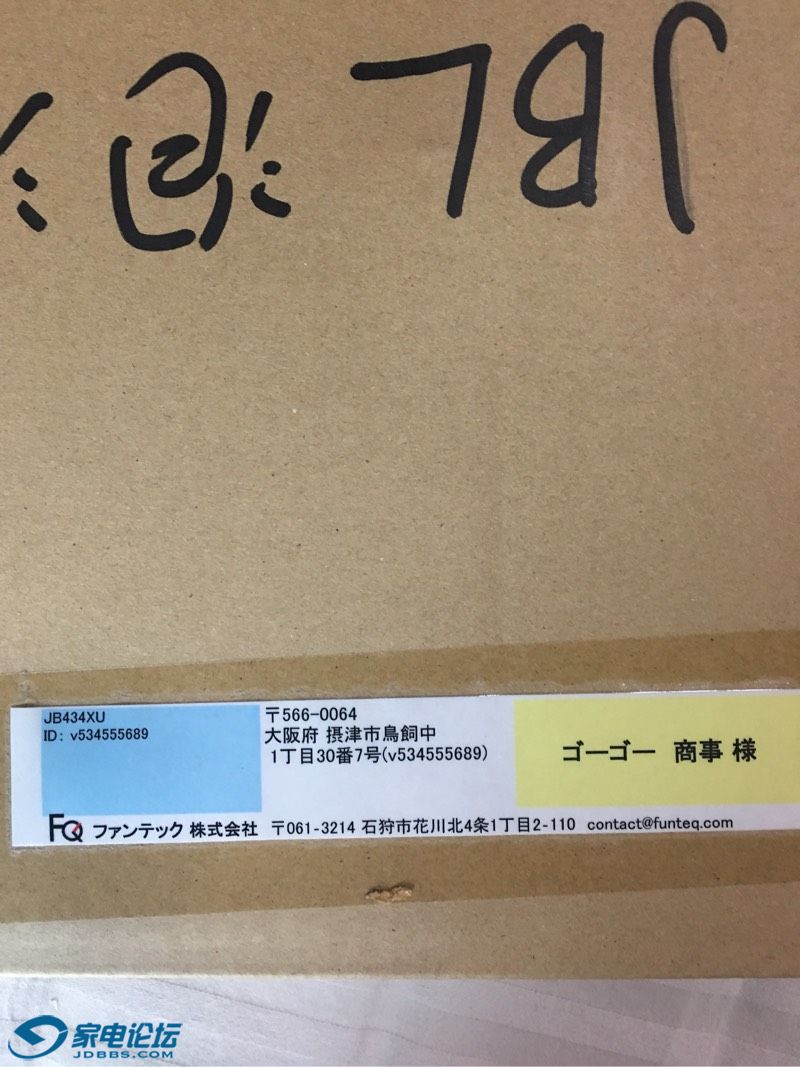 JBL
JB434XU
ID: v534555689
〒566-0064
大阪府 摂津市鳥飼中
1丁目30番7号(v534555689)
ゴーゴー 商事 様
FQ ファンテック 株式会社 〒061-3214 石狩市花川北4条1丁目2-110 contact@funteq.com
家电论坛
JDBBS.COM